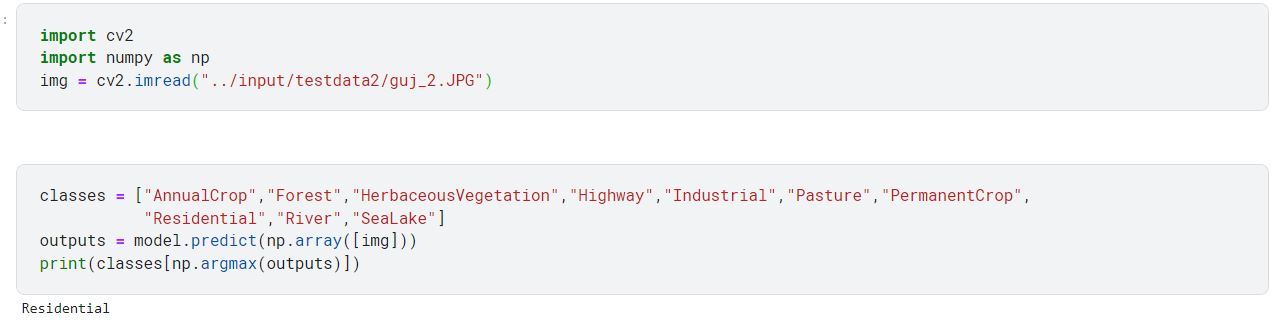 :
import cv2
import numpy as np
img = cv2.imread("../input/testdata2/guj_2.JPG")
classes = ["AnnualCrop","Forest","HerbaceousVegetation","Highway","Industrial","Pasture","PermanentCrop",
"Residential","River","SeaLake"]
outputs = model.predict(np.array([img]))
print(classes[np.argmax(outputs)])
Residential